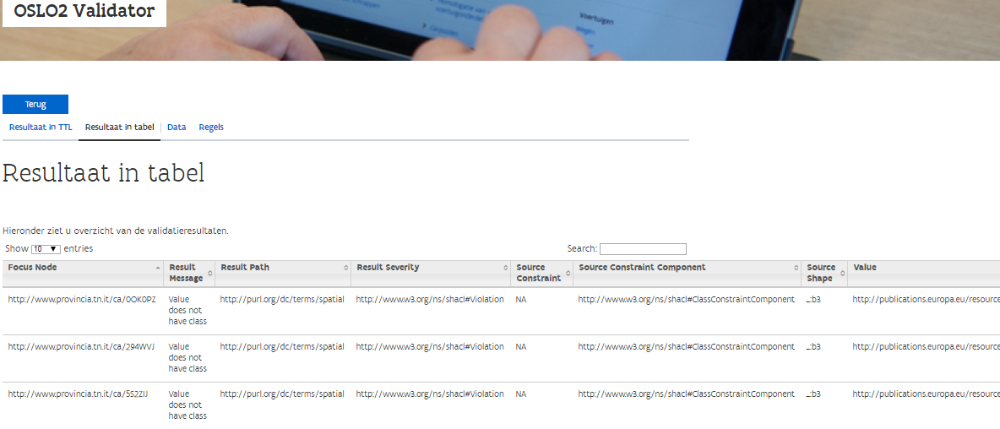 OSLO2 Validator
Voertuigen
Wegen
Carpoolen
Terug
Resultaat in TTL Resultaat in tabel Data Regels
Resultaat in tabel
Hieronder ziet u overzicht van de validatieresultaten.
Show 10 entries Search:
Focus Node Result Message Result Path Result Severity Source Constraint Source Constraint Component Source Shape Value
http://www.provincia.tn.it/ca/0OK0PZ Value does not have class http://purl.org/dc/terms/spatial http://www.w3.org/ns/shacl#Violation NA http://www.w3.org/ns/shacl#ClassConstraintComponent _:b3 http://publications.europa.eu/resource
http://www.provincia.tn.it/ca/294WVJ Value does not have class http://purl.org/dc/terms/spatial http://www.w3.org/ns/shacl#Violation NA http://www.w3.org/ns/shacl#ClassConstraintComponent _:b3 http://publications.europa.eu/resource
http://www.provincia.tn.it/ca/5S2ZIJ Value does not have class http://purl.org/dc/terms/spatial http://www.w3.org/ns/shacl#Violation NA http://www.w3.org/ns/shacl#ClassConstraintComponent _:b3 http://publications.europa.eu/resource